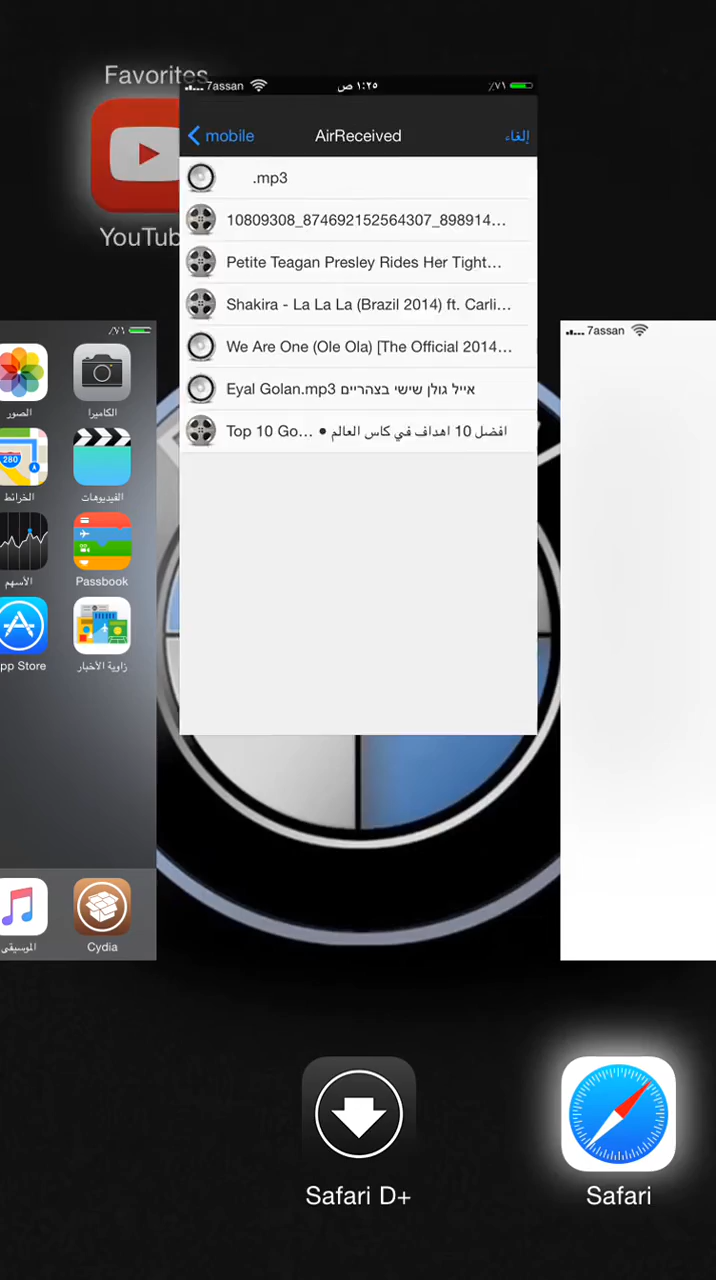 Favorites
7assan
١:٢٥ ص
٪٧١
YouTub
mobile
AirReceived
إلغاء
.mp3
10809308_874692152564307_898914...
Petite Teagan Presley Rides Her Tight...
Shakira - La La La (Brazil 2014) ft. Carli...
We Are One (Ole Ola) [The Official 2014...
Eyal Golan.mp3 אייל גולן שישי בצהריים
Top 10 Go... ● افضل 10 اهداف في كاس العالم
٪٧١
7assan
الصور
الكاميرا
280
الخرائط
الفيديوهات
الأسهم
Passbook
pp Store
زاوية الأخبار
الموسيقى
Cydia
Safari D+
Safari